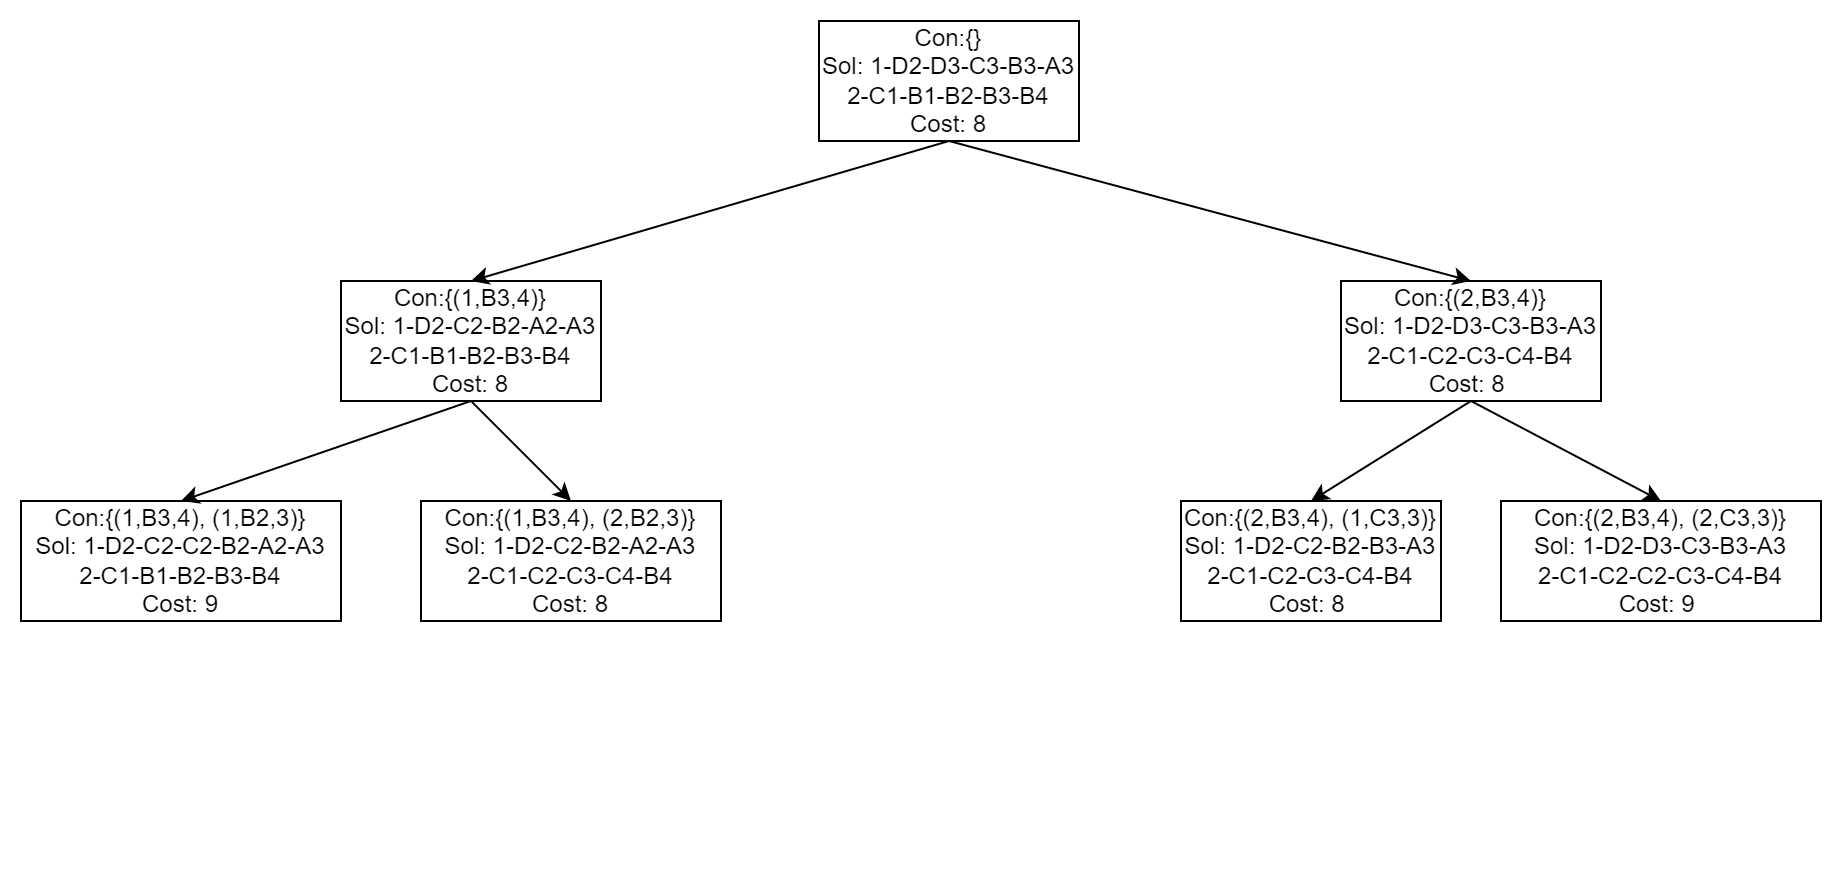 Con:{}
Sol: 1-D2-D3-C3-B3-A3
2-C1-B1-B2-B3-B4
Cost: 8
Con:{(1,B3,4)}
Sol: 1-D2-C2-B2-A2-A3
2-C1-B1-B2-B3-B4
Cost: 8
Con:{(2,B3,4)}
Sol: 1-D2-D3-C3-B3-A3
2-C1-C2-C3-C4-B4
Cost: 8
Con:{(1,B3,4), (1,B2,3)}
Sol: 1-D2-C2-C2-B2-A2-A3
2-C1-B1-B2-B3-B4
Cost: 9
Con:{(1,B3,4), (2,B2,3)}
Sol: 1-D2-C2-B2-A2-A3
2-C1-C2-C3-C4-B4
Cost: 8
Con:{(2,B3,4), (1,C3,3)}
Sol: 1-D2-C2-B2-B3-A3
2-C1-C2-C3-C4-B4
Cost: 8
Con:{(2,B3,4), (2,C3,3)}
Sol: 1-D2-D3-C3-B3-A3
2-C1-C2-C2-C3-C4-B4
Cost: 9